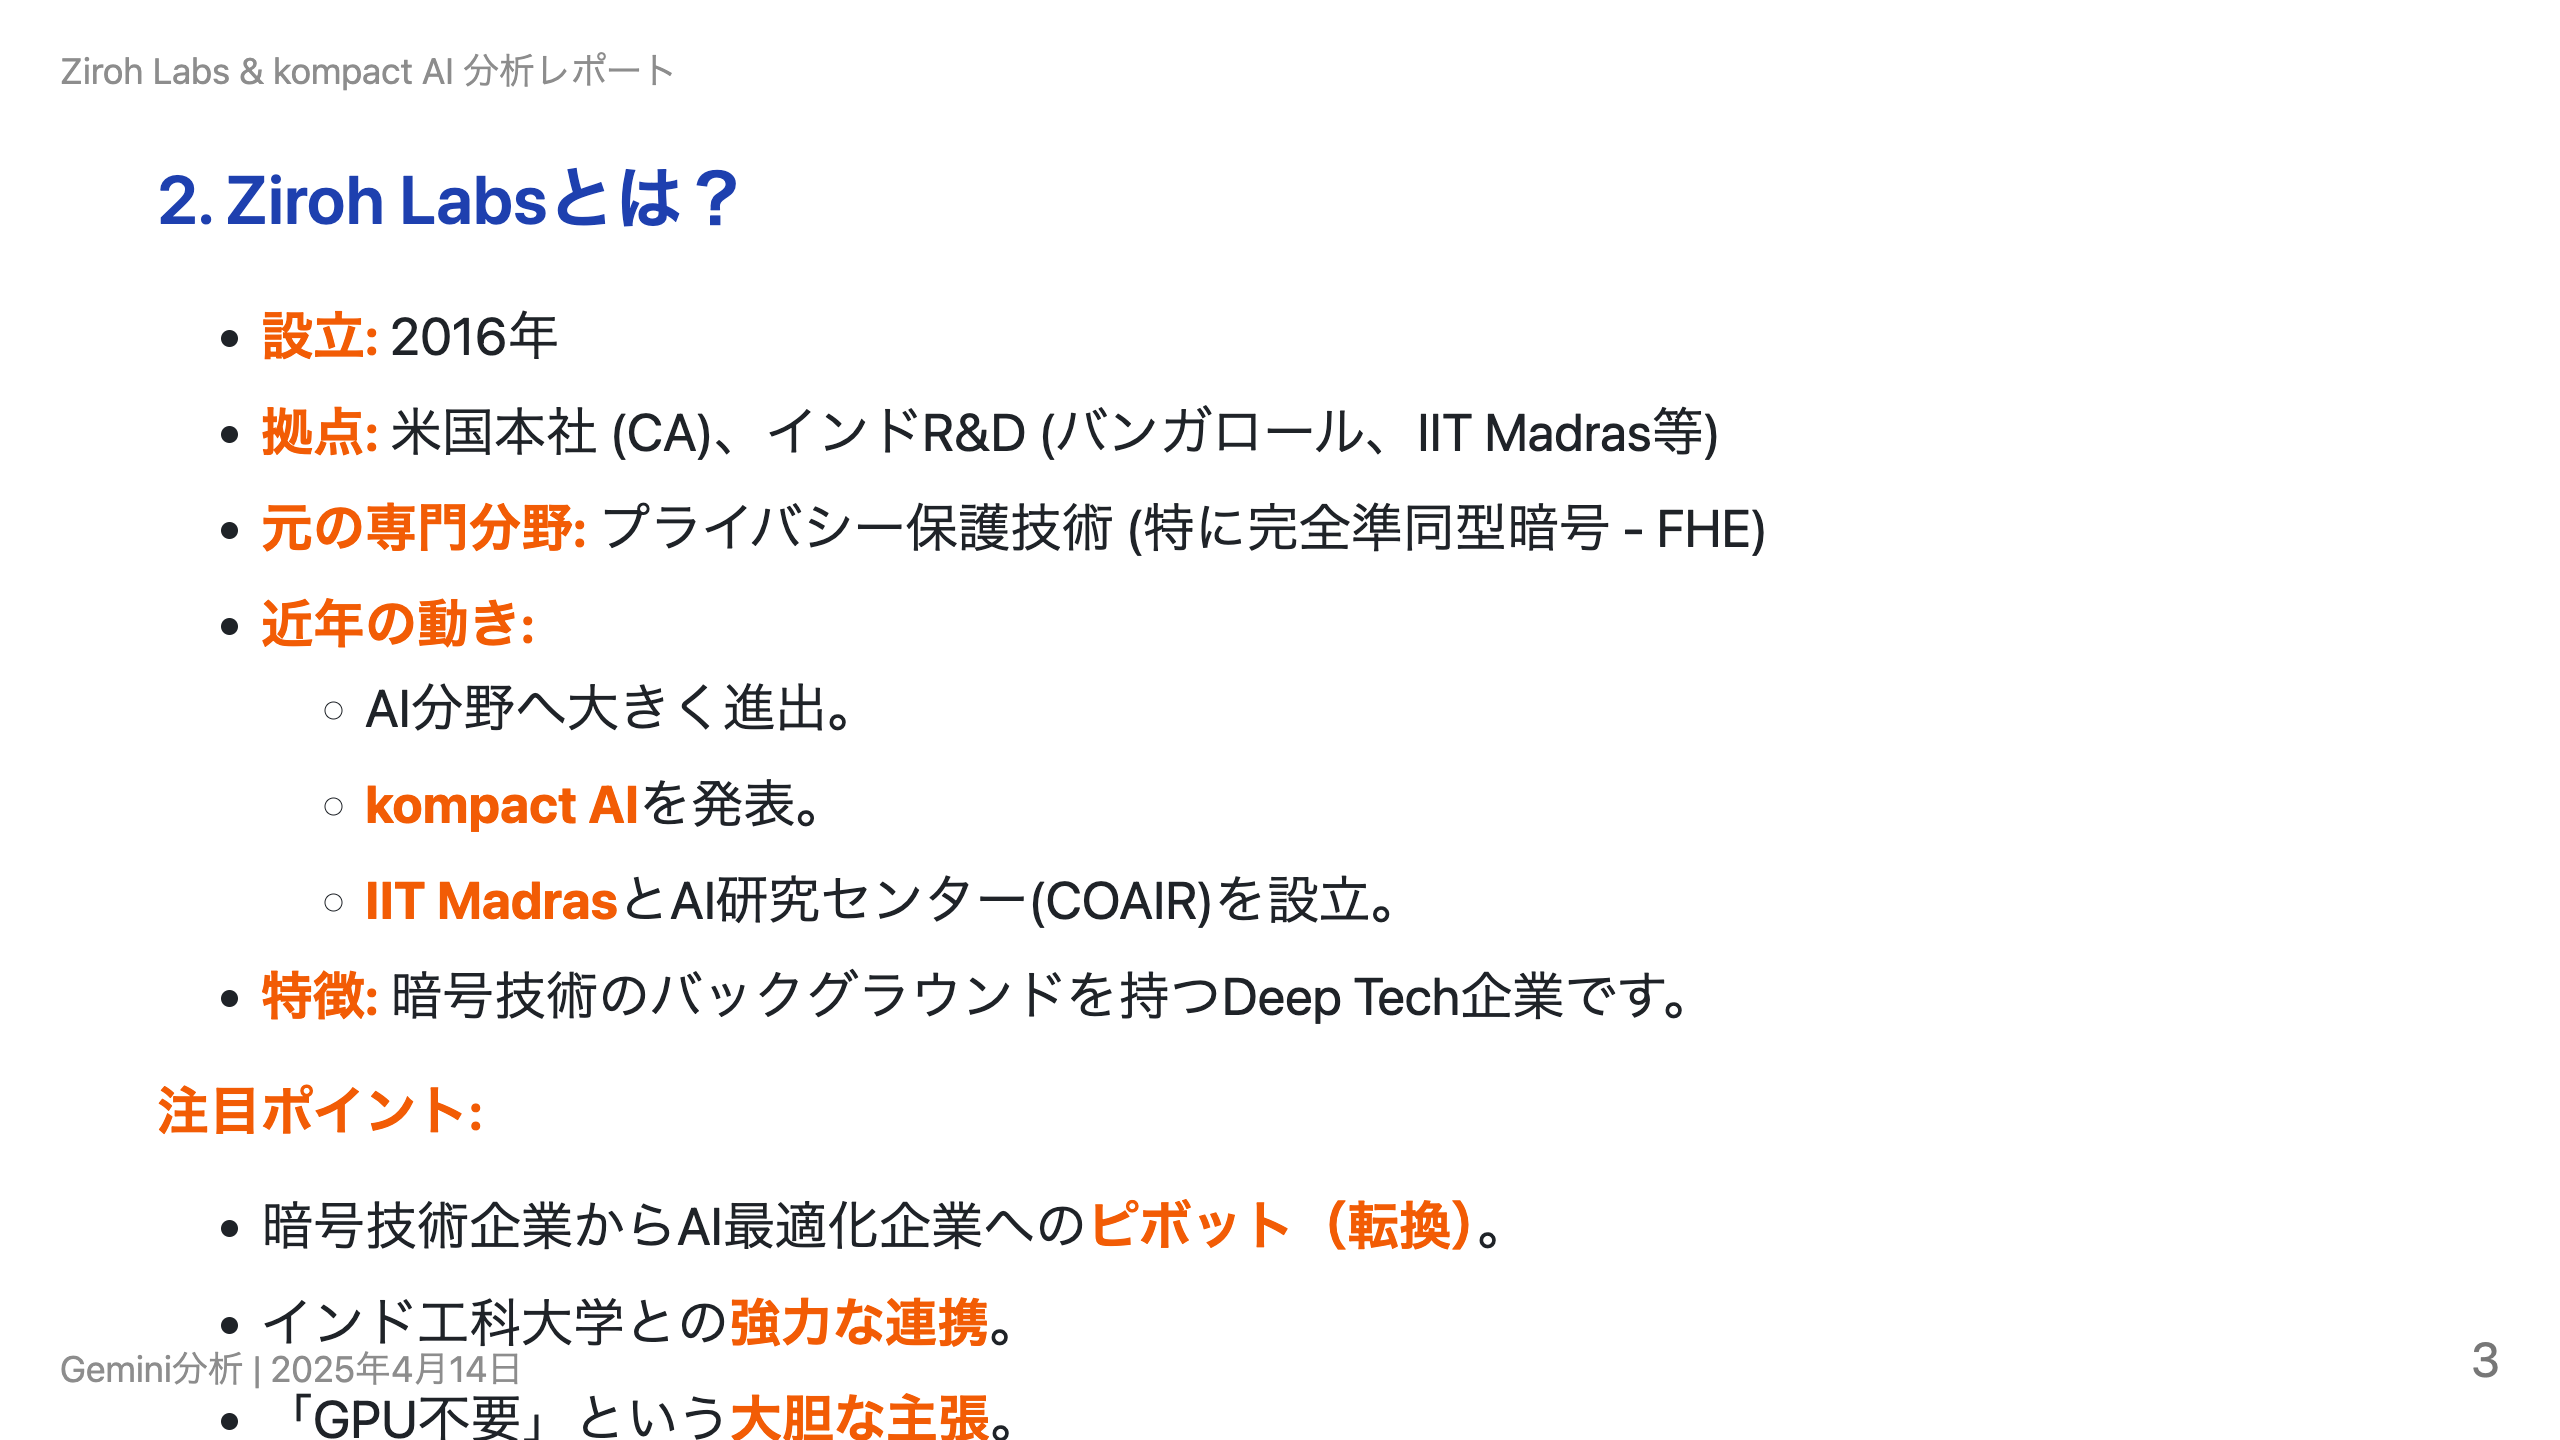 Ziroh Labs & kompact AI 分析レポート
2. Ziroh Labsとは？
• 設立: 2016年
• 拠点: 米国本社 (CA)、インドR&D (バンガロール、IIT Madras等)
• 元の専門分野: プライバシー保護技術 (特に完全準同型暗号 - FHE)
• 近年の動き:
○ AI分野へ大きく進出。
○ kompact AIを発表。
○ IIT MadrasとAI研究センター(COAIR)を設立。
• 特徴: 暗号技術のバックグラウンドを持つDeep Tech企業です。
注目ポイント:
• 暗号技術企業からAI最適化企業へのピボット（転換）。
• インド工科大学との強力な連携。
• 「GPU不要」という大胆な主張。
Gemini分析 | 2025年4月14日
3